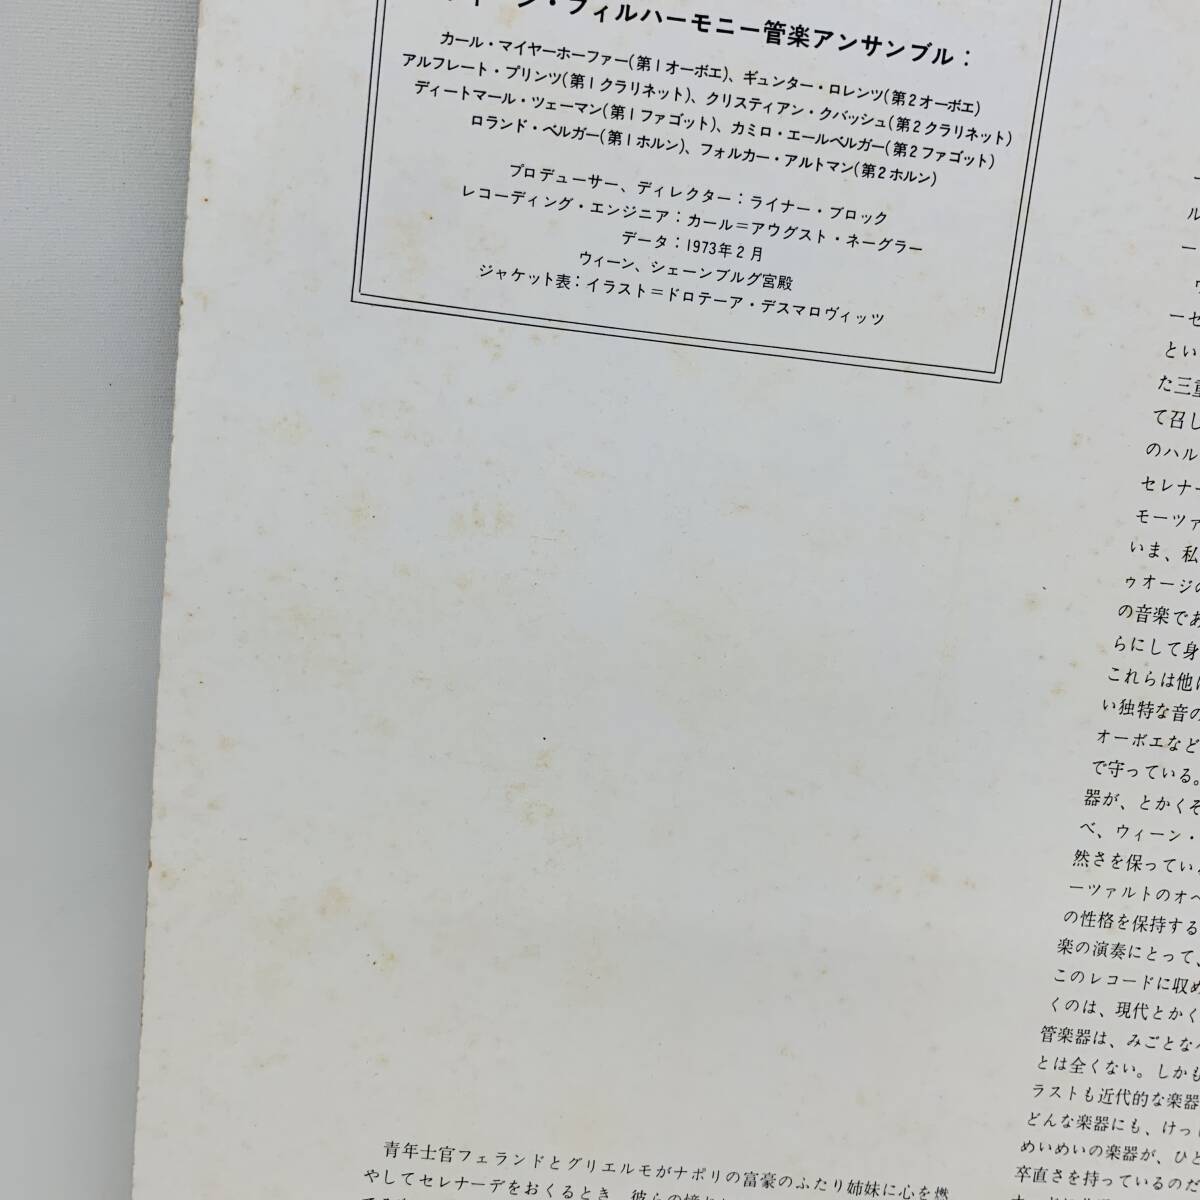 ィーン・フィルハーモニー管楽アンサンブル：
カール・マイヤーホーファー(第1オーボエ)、ギュンター・ロレンツ(第2オーボエ)
アルフレート・プリンツ(第1クラリネット)、クリスティアン・クバッシュ(第2クラリネット)
ディートマール・ツェーマン(第1ファゴット)、カミロ・エールベルガー(第2ファゴット)
ロランド・ベルガー(第1ホルン)、フォルカー・アルトマン(第2ホルン)
プロデューサー、ディレクター：ライナー・ブロック
レコーディング・エンジニア：カール＝アウグスト・ネーグラー
データ：1973年2月
ウィーン、シェーンブルグ宮殿
ジャケット表：イラスト＝ドロテーア・デスマロヴィッツ
青年士官フェランドとグリエルモがナポリの富豪のふたり姉妹に心を燃
やしてセレナーデをおくるとき、彼らの
ル
ーセ
とい
た三重
て召し
のハル
セレナー
モーツァ
いま、私
ゥオージの
の音楽であ
らにして身
これらは他に
い独特な音の
オーボエなど
で守っている。
器が、とかくそ
べ、ウィーン・
然さを保ってい
ーツァルトのオペ
の性格を保持する
楽の演奏にとって、
このレコードに収め
くのは、現代とかく
管楽器は、みごとな
とは全くない。しかも
ラストも近代的な楽器
どんな楽器にも、けっ
めいめいの楽器が、ひと
卒直さを持っているのた